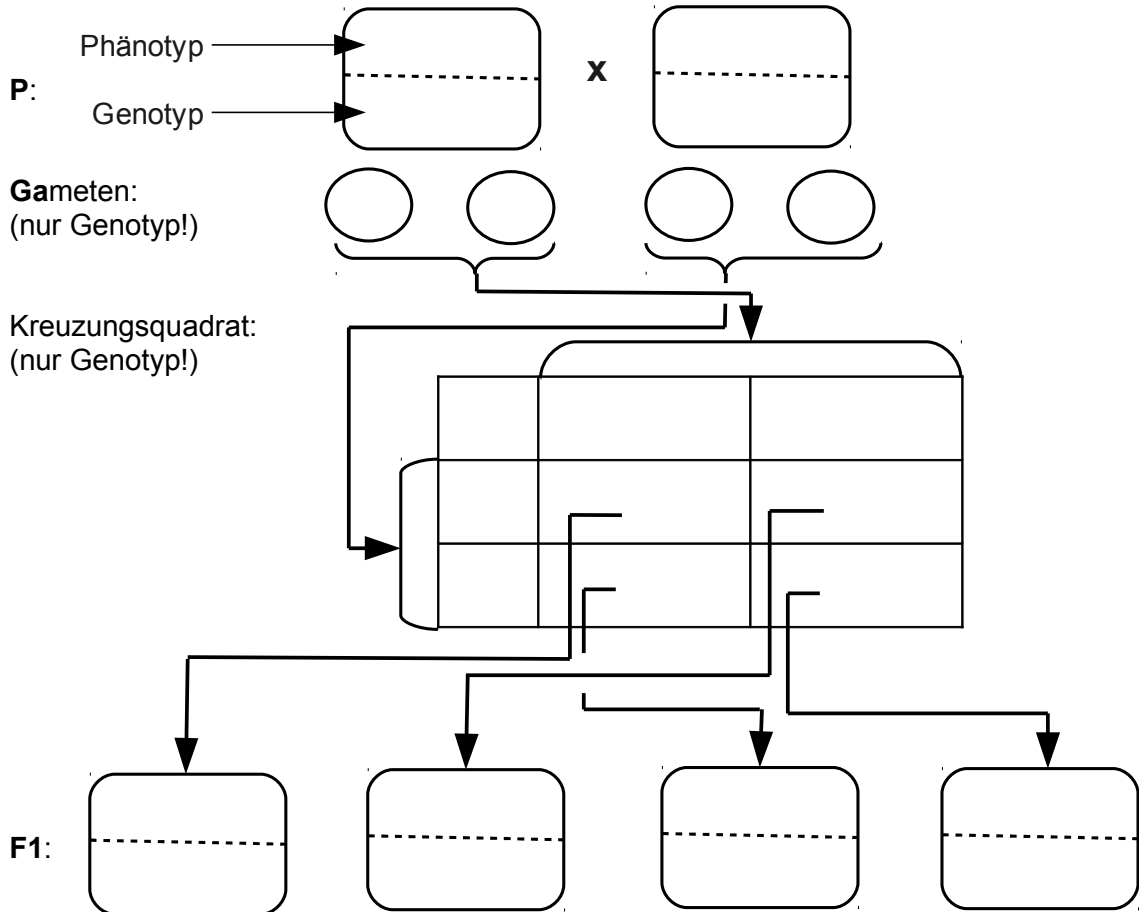 Phänotyp
x
P:
Genotyp
Gameten:
(nur Genotyp!)
Kreuzungsquadrat:
(nur Genotyp!)
F1: